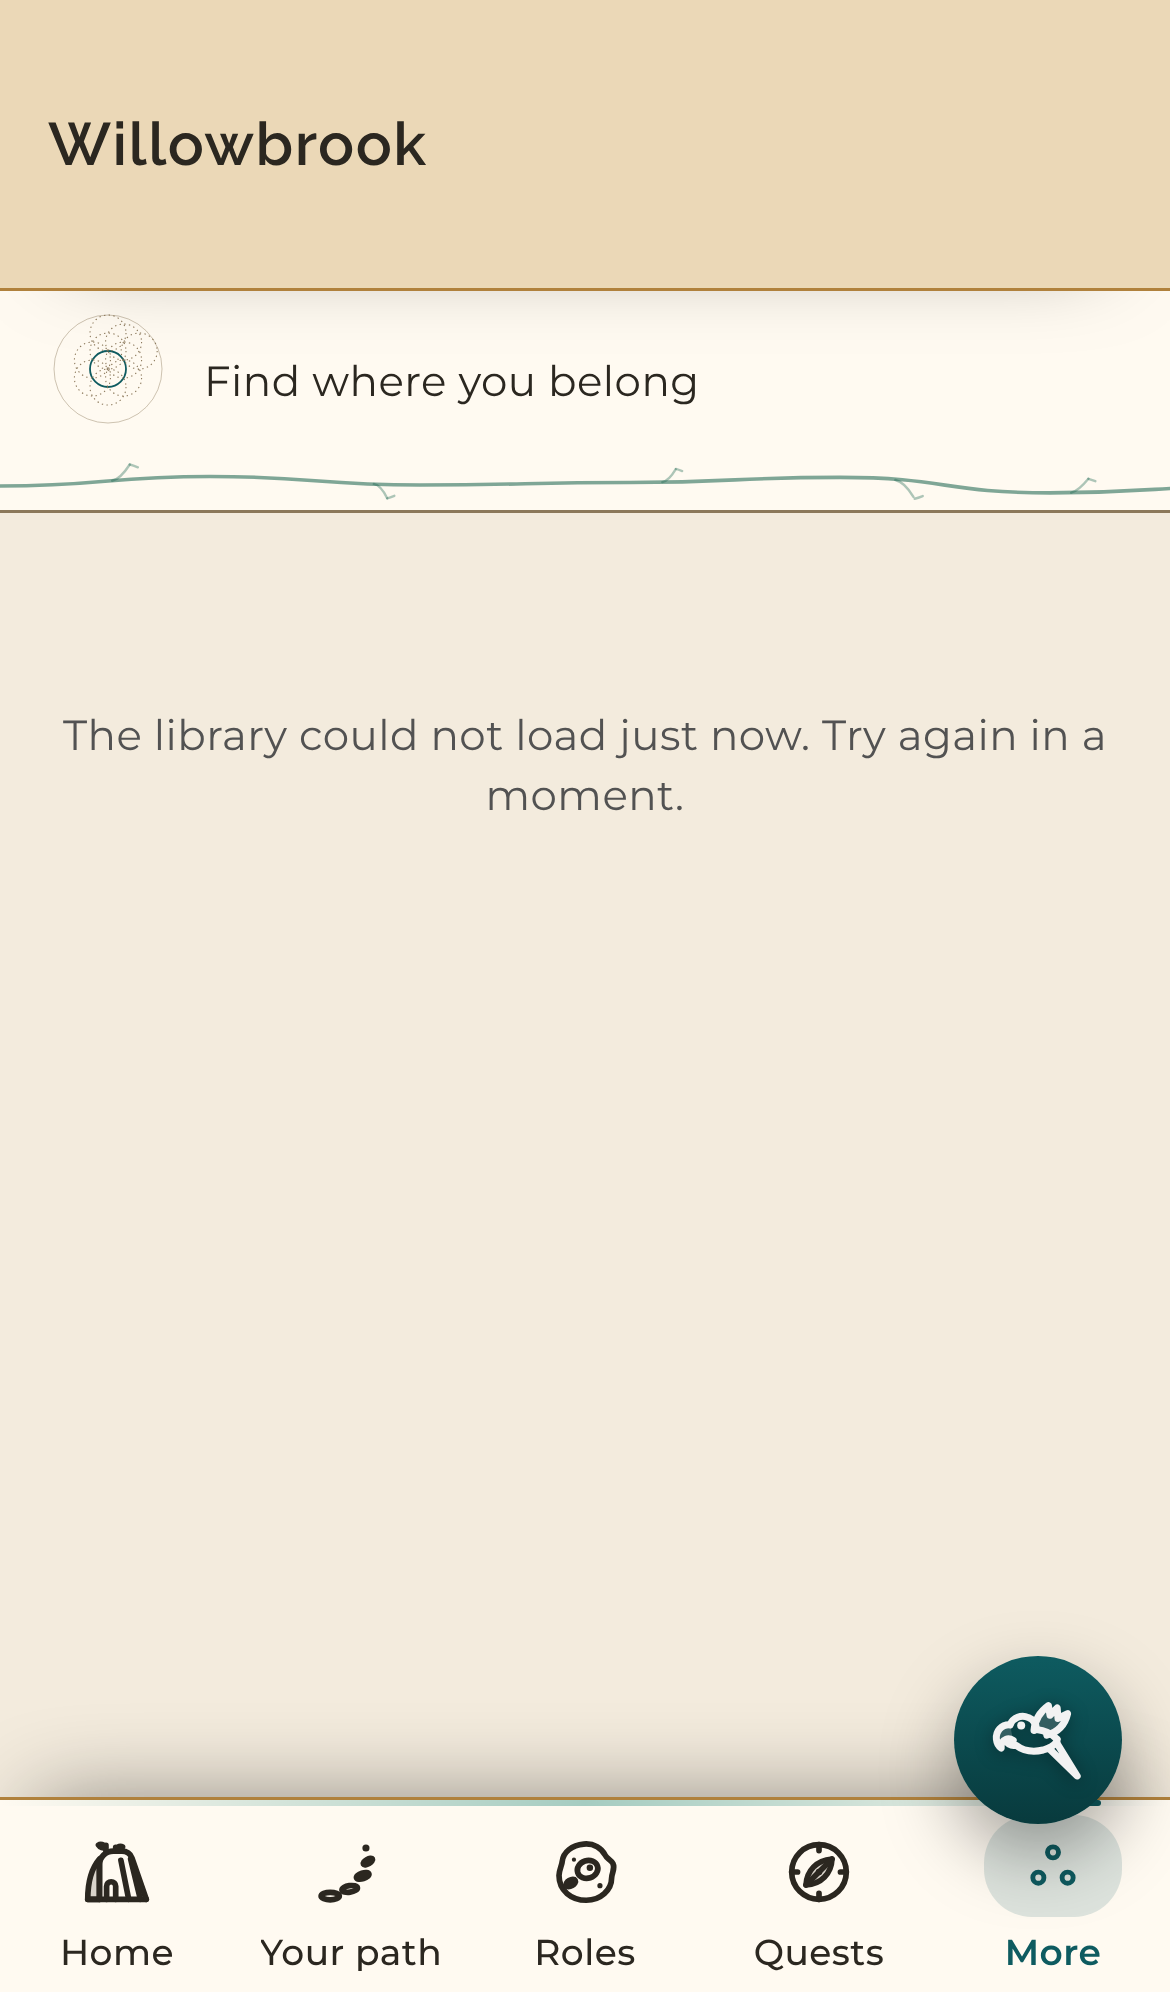 Willowbrook
Find where you belong
The library could not load just now. Try again in a
moment.
Home
Your path
Roles
Quests
More